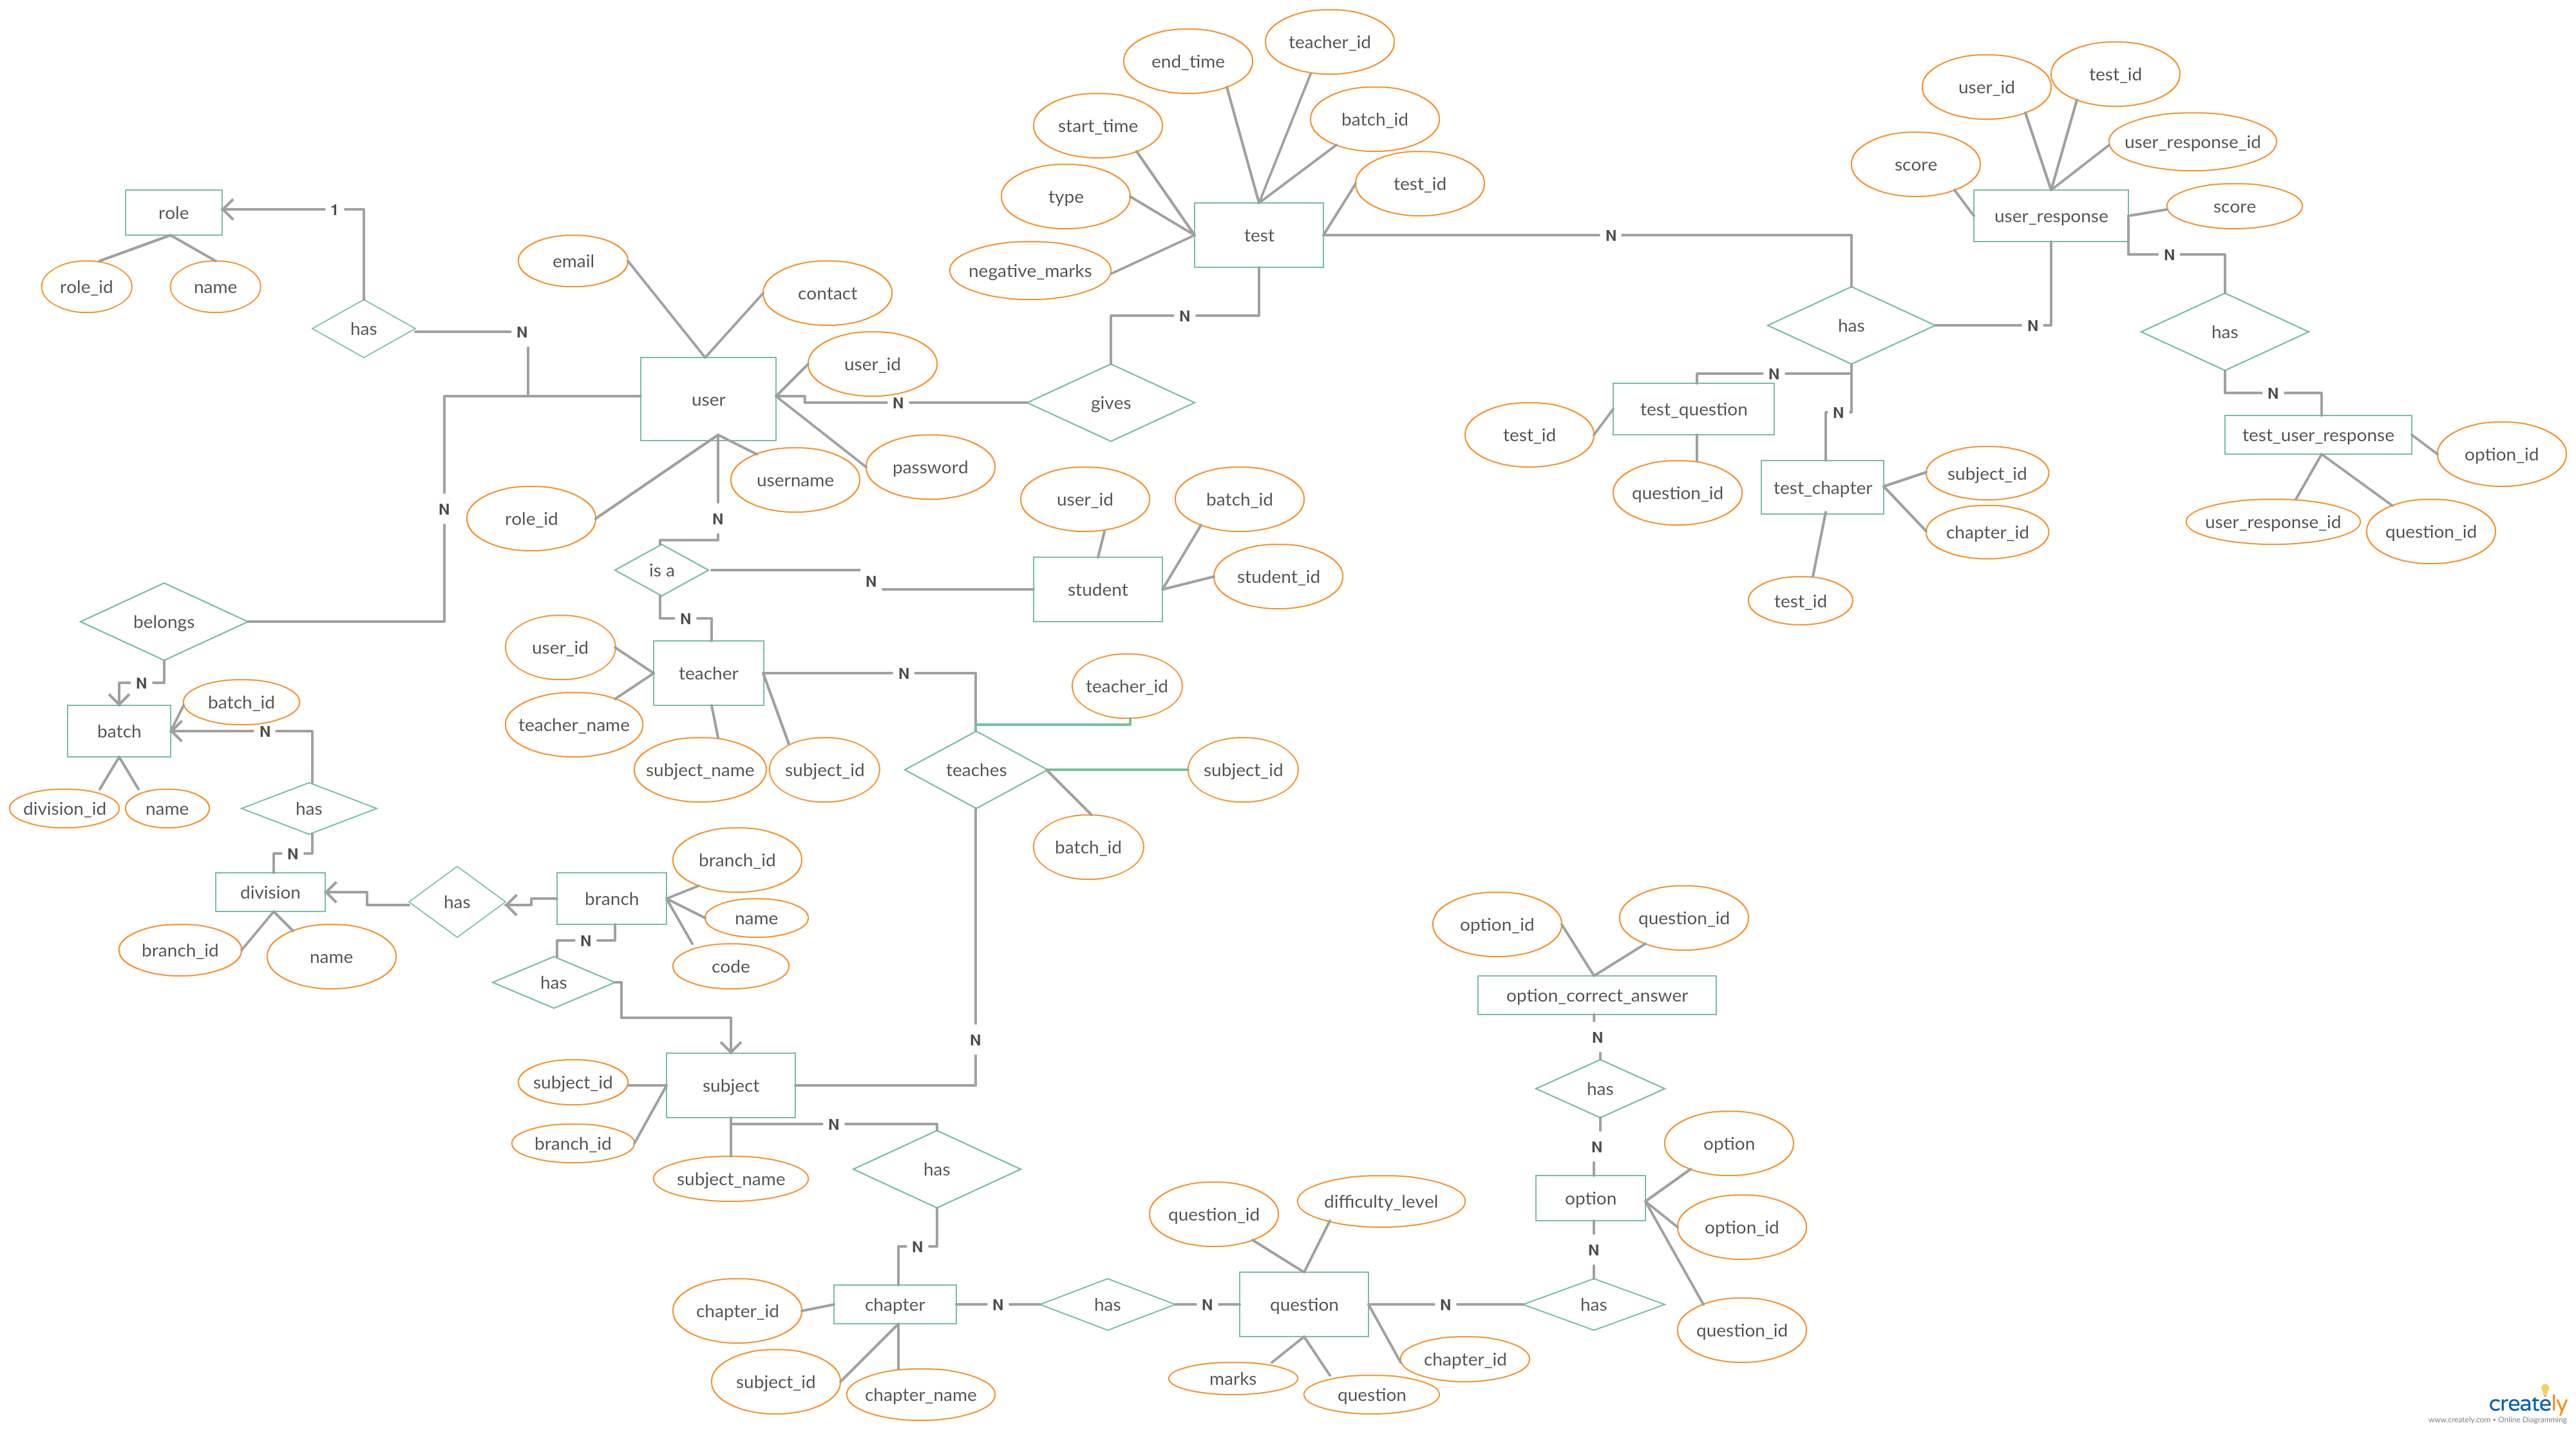 teacher_id
end_time
test_id
user_id
batch_id
start_time
user_response_id
score
test_id
type
score
role
1
user_response
test
N
N
email
negative_marks
role_id
name
contact
N
has
N
has
N
has
user_id
N
N
user
N
gives
test_question
N
test_id
N
test_user_response
option_id
username
password
subject_id
test_chapter
question_id
user_id
batch_id
N
role_id
N
user_response_id
question_id
chapter_id
is a
N
student
student_id
test_id
belongs
N
user_id
teacher
N
N
teacher_id
batch_id
teacher_name
batch
N
subject_name
subject_id
teaches
subject_id
division_id
name
has
batch_id
N
branch_id
division
has
branch
name
option_id
question_id
branch_id
name
N
code
has
option_correct_answer
N
N
subject_id
subject
has
branch_id
N
N
option
has
subject_name
option
question_id
difficulty_level
option_id
N
N
chapter_id
chapter
N
has
N
question
N
has
question_id
subject_id
chapter_name
marks
question
chapter_id
creately
www.creately.com • Online Diagramming